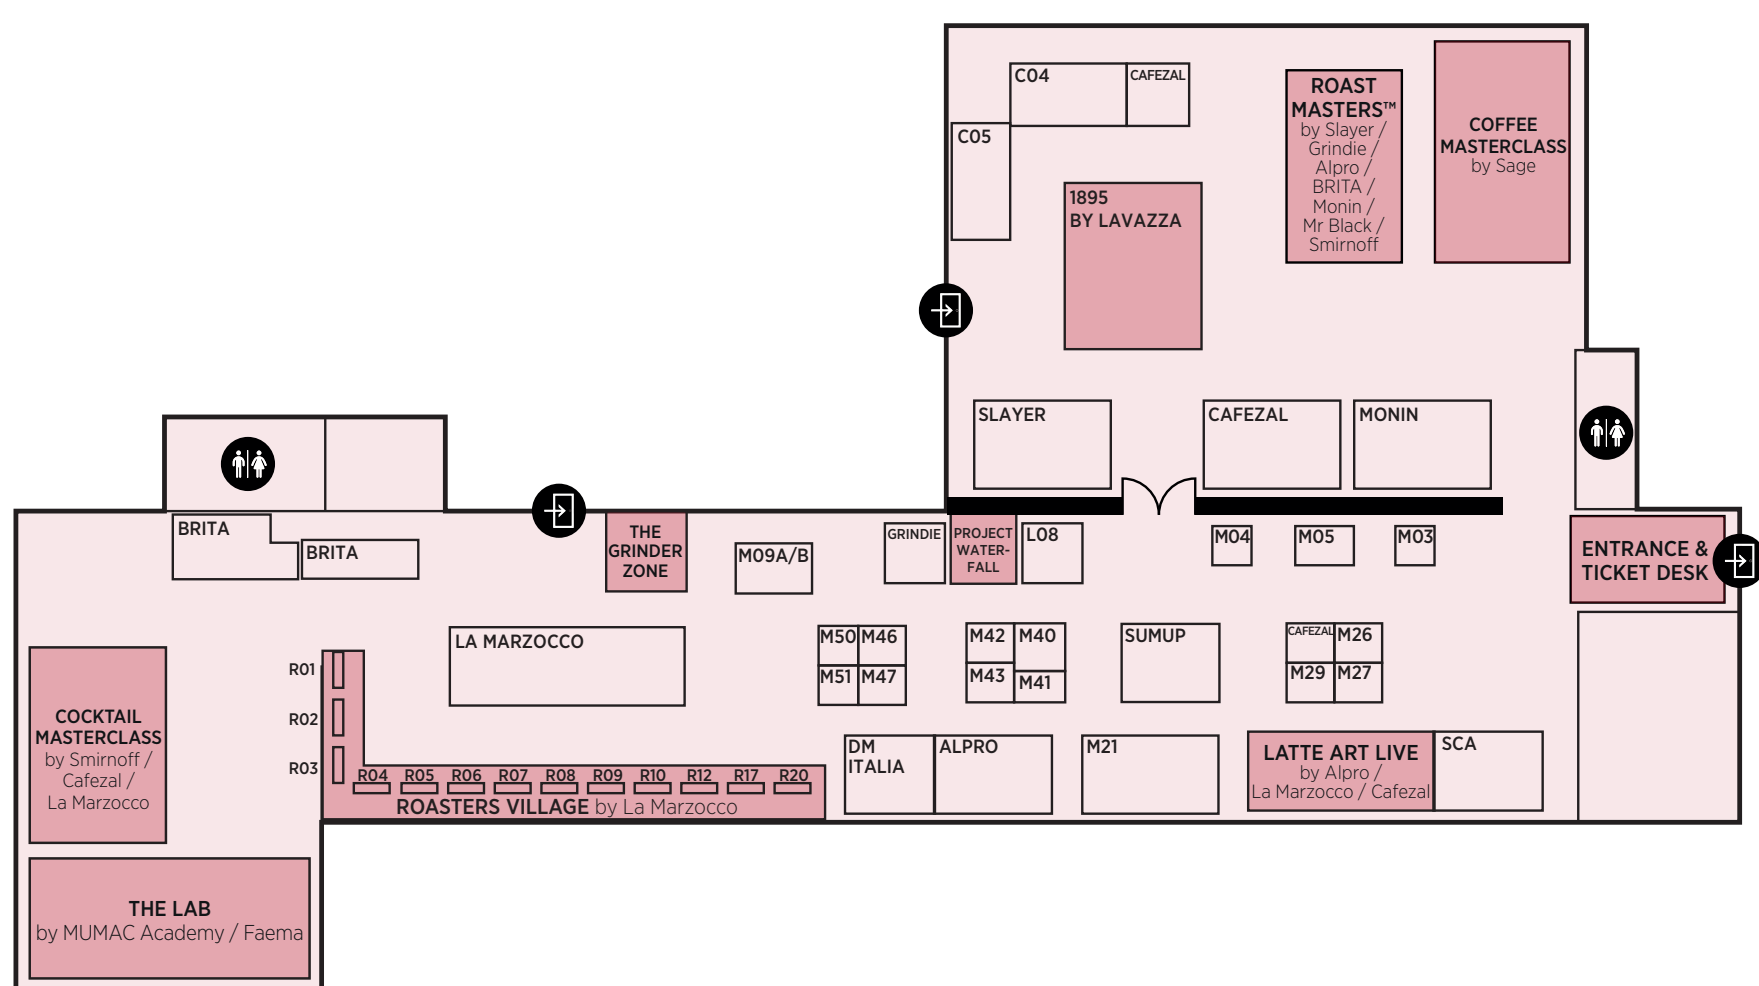 C04
CAFEZAL
C05
1895
BY LAVAZZA
ROAST
MASTERS™
by Slayer /
Grindie /
Alpro /
BRITA /
Monin /
Mr Black /
Smirnoff
COFFEE
MASTERCLASS
by Sage
SLAYER
CAFEZAL
MONIN
BRITA
BRITA
THE
GRINDER
ZONE
M09A/B
GRINDIE
PROJECT
WATER-
FALL
L08
M04
M05
M03
ENTRANCE &
TICKET DESK
LA MARZOCCO
M50
M46
M51
M47
M42
M40
M43
M41
SUMUP
CAFEZAL
M26
M29
M27
R01
R02
R03
COCKTAIL
MASTERCLASS
by Smirnoff /
Cafezal /
La Marzocco
R04
R05
R06
R07
R08
R09
R10
R12
R17
R20
ROASTERS VILLAGE by La Marzocco
DM
ITALIA
ALPRO
M21
LATTE ART LIVE
by Alpro /
La Marzocco / Cafezal
SCA
THE LAB
by MUMAC Academy / Faema